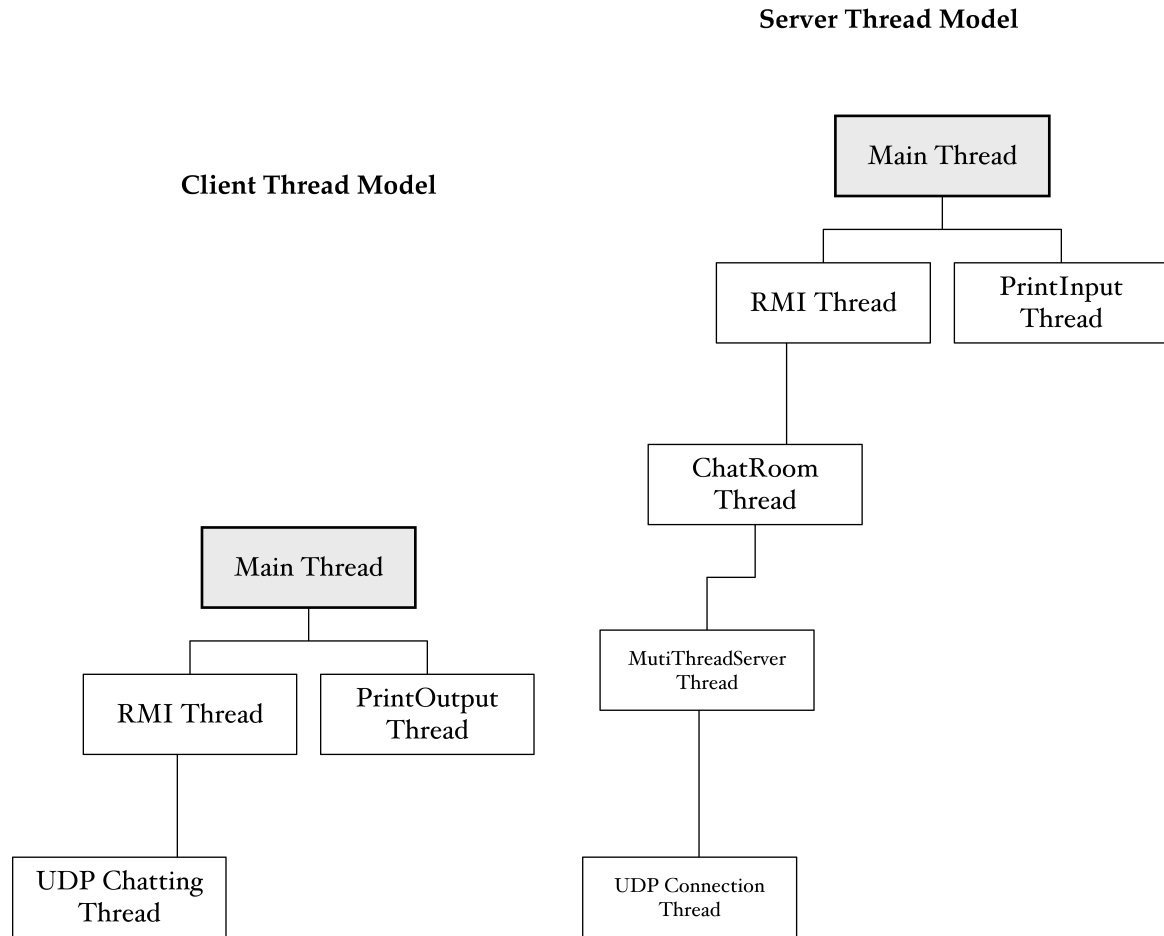 Server Thread Model
Main Thread
RMI Thread
PrintInput
Thread
ChatRoom
Thread
MutiThreadServer
Thread
UDP Connection
Thread
Client Thread Model
Main Thread
RMI Thread
PrintOutput
Thread
UDP Chatting
Thread